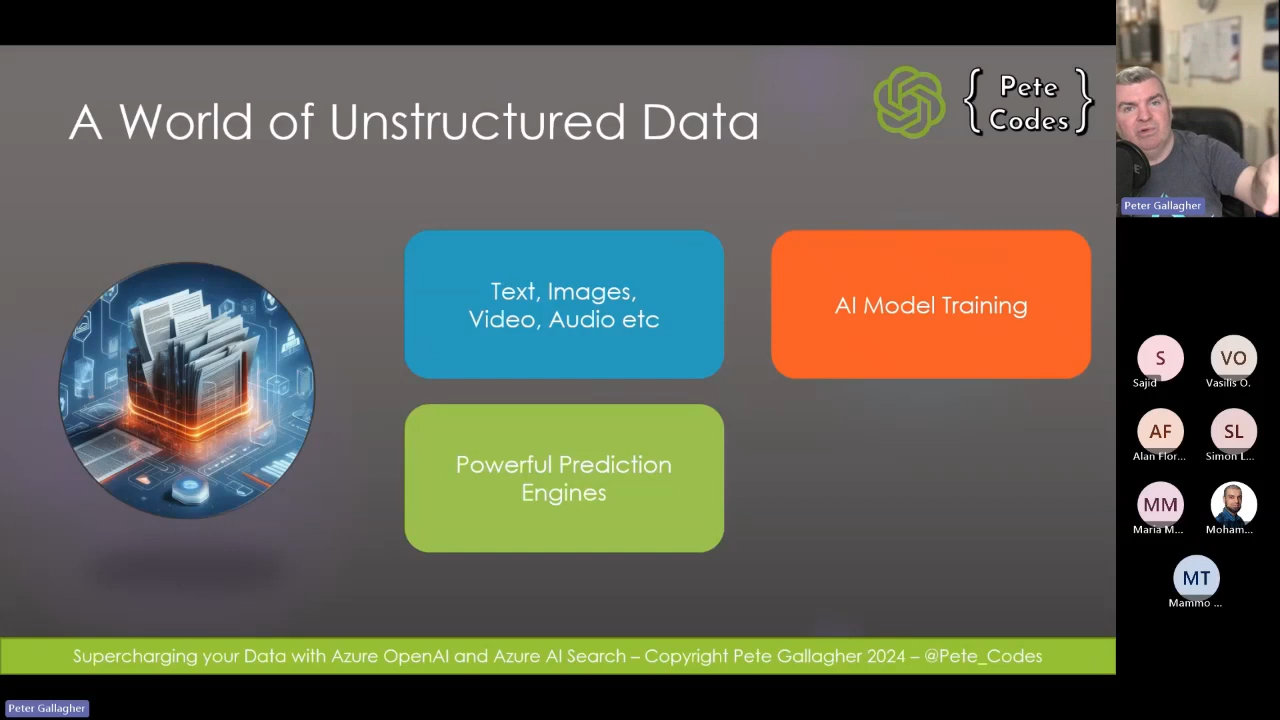 A World of Unstructured Data
{ Pete
Codes }
Peter Gallagher
Text, Images,
Video, Audio etc
AI Model Training
Powerful Prediction
Engines
S
Sajid
VO
Vasilis O.
AF
Alan Flor...
SL
Simon L...
MM
Maria M...
Moham...
MT
Mammo ...
Supercharging your Data with Azure OpenAI and Azure AI Search – Copyright Pete Gallagher 2024 – @Pete_Codes
Peter Gallagher